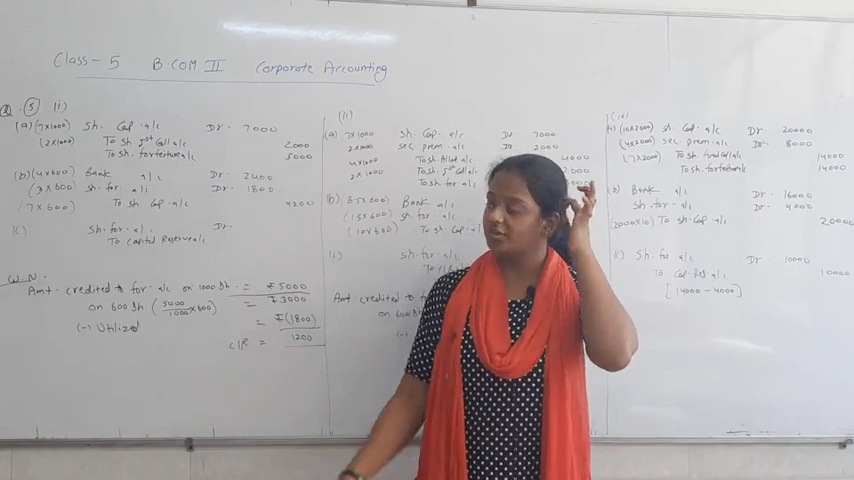 Class - 5 B.COM II Corporate Accounting
Q. 5 (i)
(a) (7x1000) Sh. Cap. a/c Dr. 7000
(2x1000) To Sh. 1st Call a/c 2000
To Sh. forfeiture a/c 5000
(b) (4x600) Bank a/c Dr. 2400
(3x600) sh. for. a/c Dr. 1800
(7x600) To sh. Cap a/c 4200
(c) Sh. for. a/c Dr.
To Capital Reserve a/c
W.N.
Amt. credited to for. a/c on 1000 Sh. = ₹ 5000
on 600 Sh. (5000/1000 x 600) = ₹ 3000
(-) Utilized = ₹ (1800)
C/R = 1200
(ii)
(a) 7x1000 Sh. Cap. a/c Dr 7000
2x1000 Sec. prem. a/c Dr. 2000
4x1000 To Sh. Allot a/c 4000
2x1000 To Sh. 1st Call a/c 2000
To Sh. for a/c
(b) Bank a/c
(10x600) To Sh. Cap
(c) sh. for a/c
Amt credited to
on 600 Sh
(iv)
(10x2000) sh. Cap a/c Dr. 20000
(4x2000) Sec. prem. a/c Dr. 8000
(7x2000) To Sh. final Call a/c 14000
To Sh. forfeiture a/c 14000
(b) Bank a/c Dr. 16000
Sh. for. a/c Dr. 4000
(2000x10) To Sh. Cap. a/c 20000
(c) Sh. for a/c Dr. 10000
To Cap. Res. a/c 10000
[14000 - 4000]